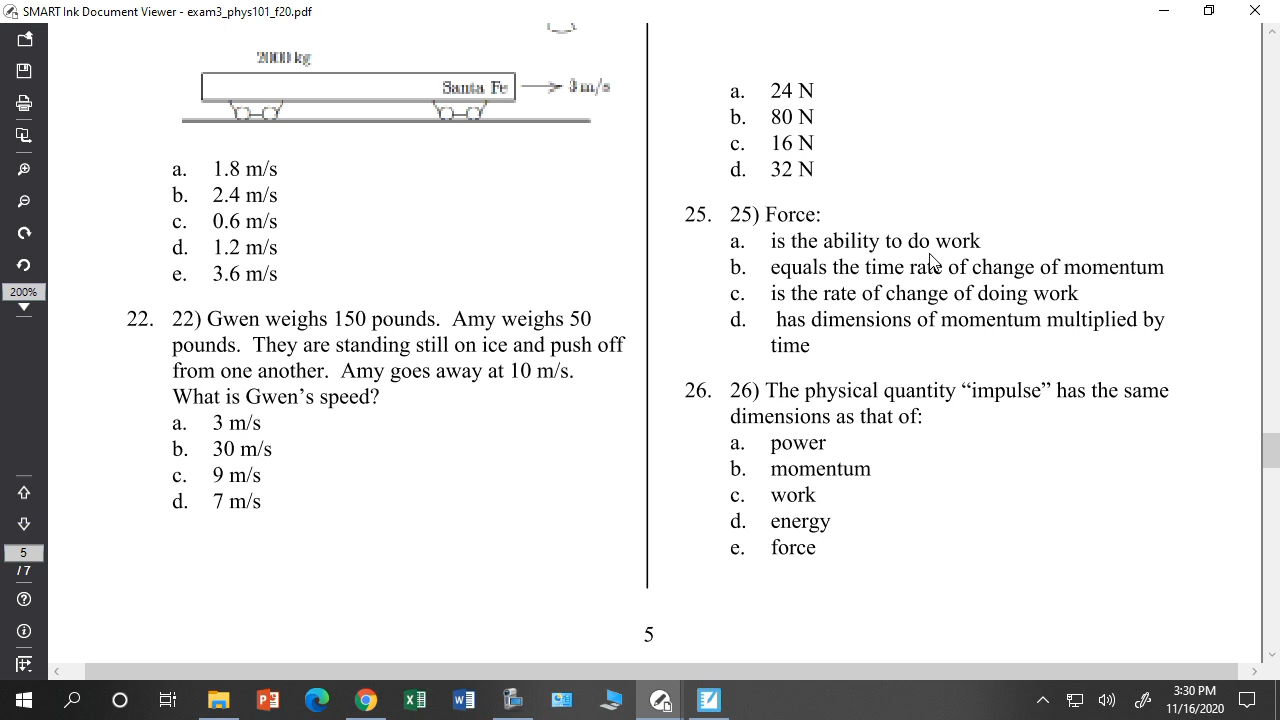 SMART Ink Document Viewer - exam3_phys101_f20.pdf
2000 kg
Santa Fe
3 m/s
a. 1.8 m/s
b. 2.4 m/s
c. 0.6 m/s
d. 1.2 m/s
e. 3.6 m/s
22. 22) Gwen weighs 150 pounds. Amy weighs 50
pounds. They are standing still on ice and push off
from one another. Amy goes away at 10 m/s.
What is Gwen's speed?
a. 3 m/s
b. 30 m/s
c. 9 m/s
d. 7 m/s
a. 24 N
b. 80 N
c. 16 N
d. 32 N
25. 25) Force:
a. is the ability to do work
b. equals the time rate of change of momentum
c. is the rate of change of doing work
d. has dimensions of momentum multiplied by
time
26. 26) The physical quantity “impulse” has the same
dimensions as that of:
a. power
b. momentum
c. work
d. energy
e. force
5
200%
5
/ 7
3:30 PM
11/16/2020